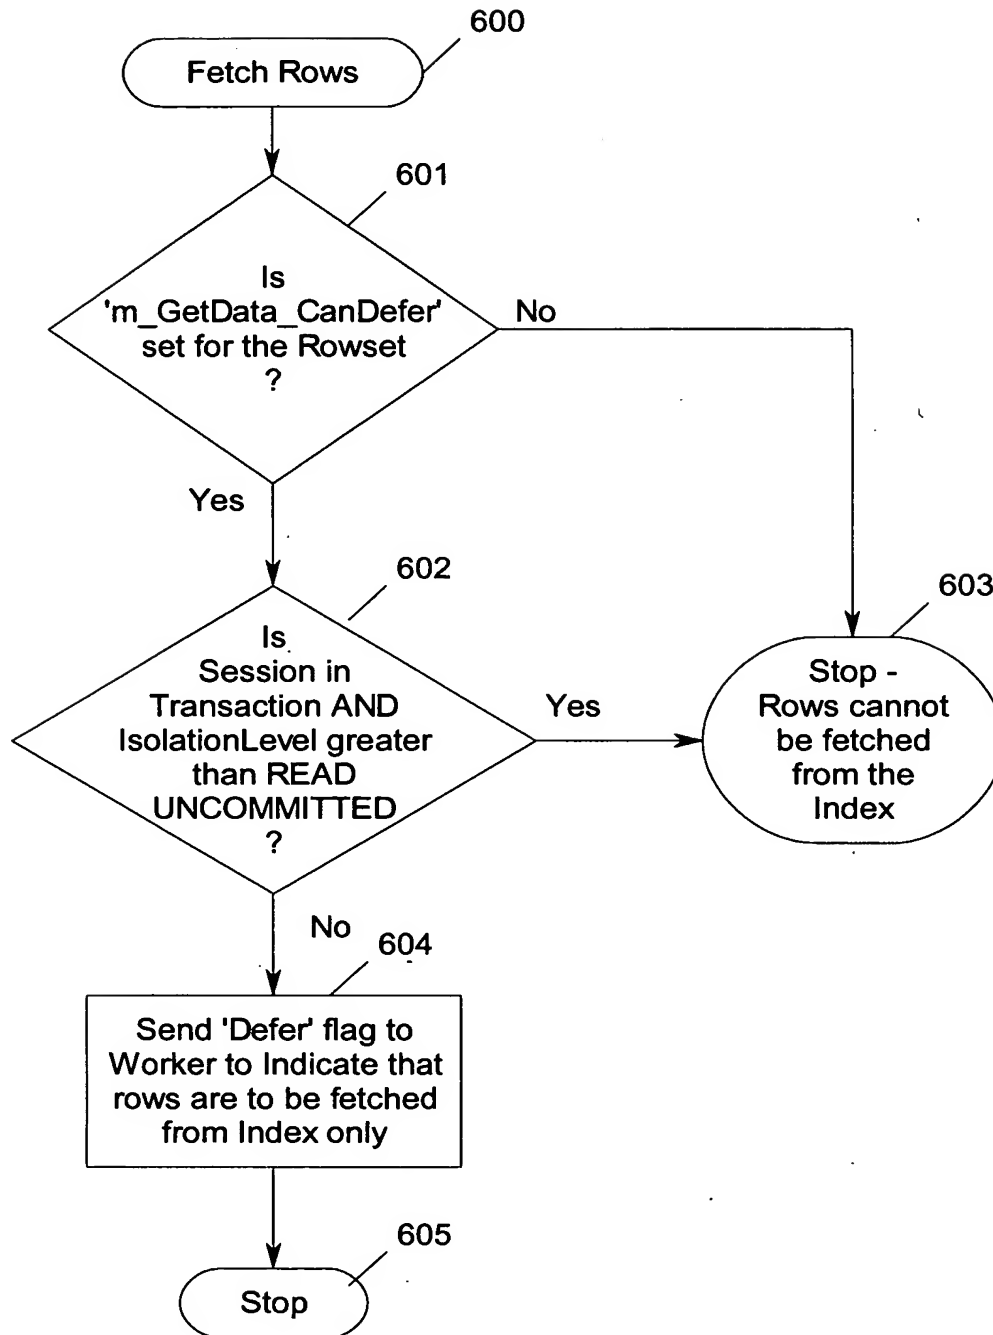 600
Fetch Rows
601
Is
'm_GetData_CanDefer'
set for the Rowset
?
No
Yes
602
Is
Session in
Transaction AND
IsolationLevel greater
than READ
UNCOMMITTED
?
Yes
603
Stop -
Rows cannot
be fetched
from the
Index
No
604
Send 'Defer' flag to
Worker to Indicate that
rows are to be fetched
from Index only
605
Stop